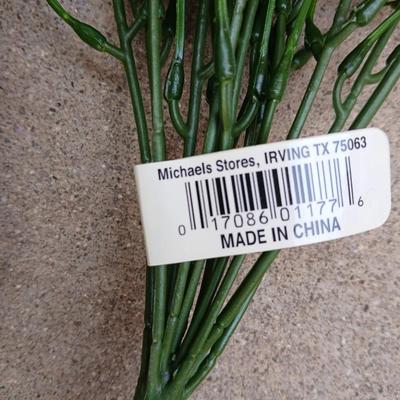 Michaels Stores, IRVING TX 75063
0 17086 01177 6
MADE IN CHINA